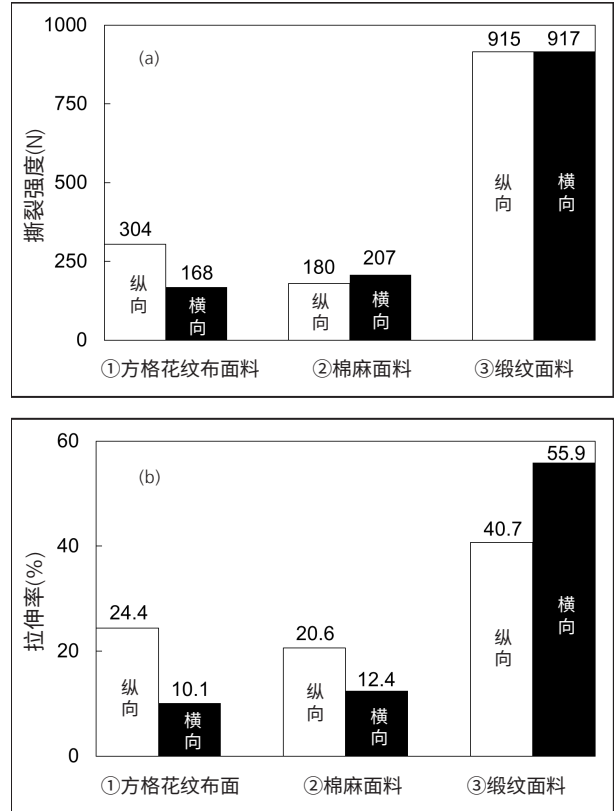 1000
(a)
915
917
750
撕裂强度(N)
500
纵向
横向
304
250
168
180
207
纵向
横向
纵向
横向
0
①方格花纹布面料
②棉麻面料
③缎纹面料
60
(b)
55.9
40
40.7
拉伸率(%)
24.4
20
20.6
横向
纵向
10.1
12.4
纵向
横向
纵向
横向
0
①方格花纹布面
②棉麻面料
③缎纹面料